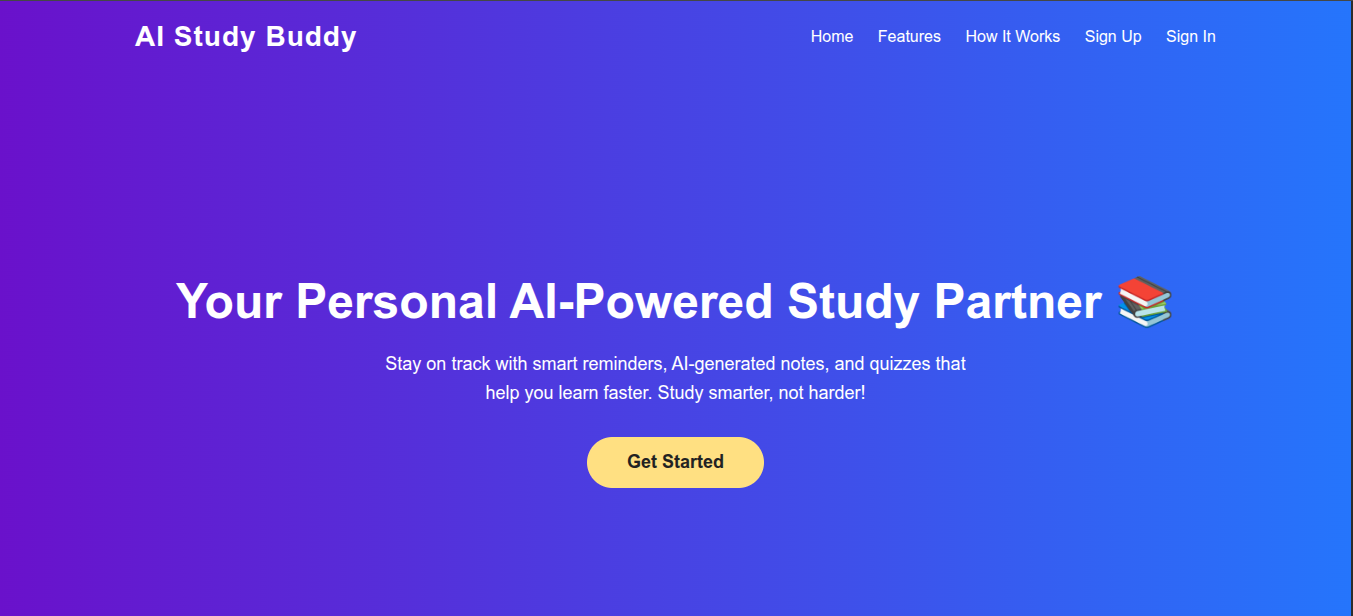 AI Study Buddy
Home Features How It Works Sign Up Sign In
Your Personal AI-Powered Study Partner 📚
Stay on track with smart reminders, AI-generated notes, and quizzes that
help you learn faster. Study smarter, not harder!
Get Started